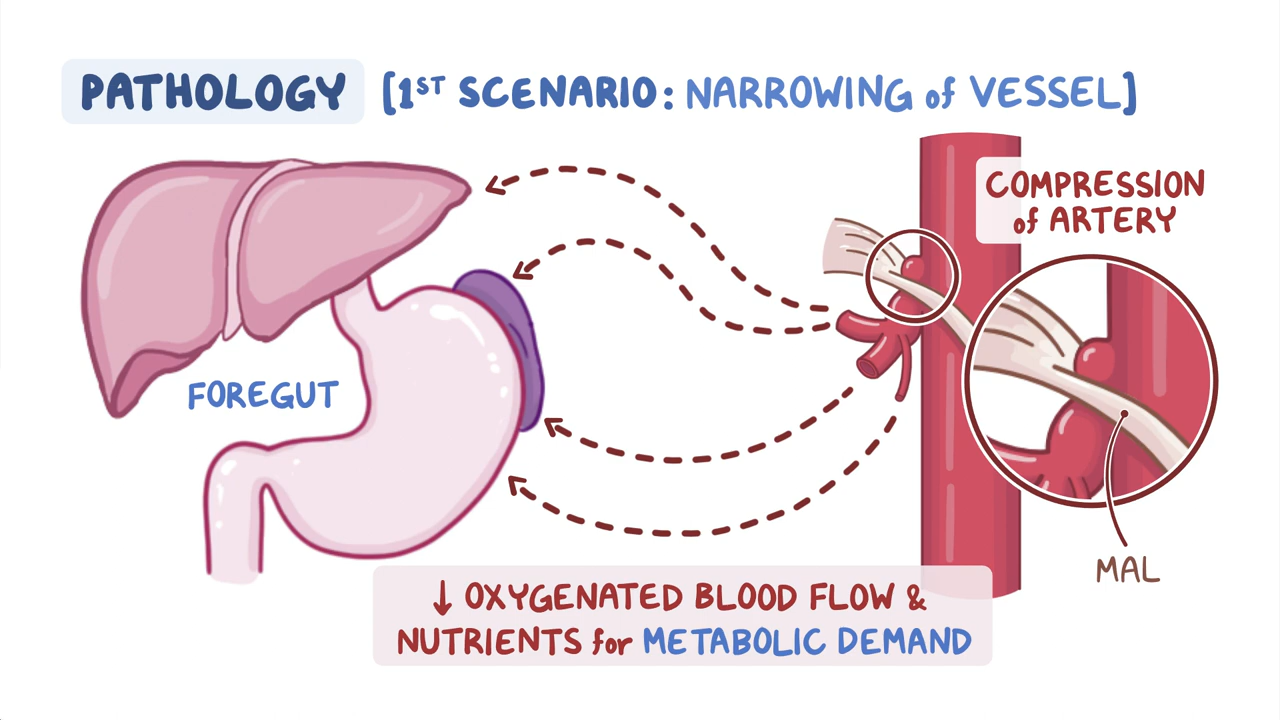 PATHOLOGY [1ST SCENARIO: NARROWING of VESSEL]
COMPRESSION
of ARTERY
FOREGUT
MAL
↓ OXYGENATED BLOOD FLOW &
NUTRIENTS for METABOLIC DEMAND